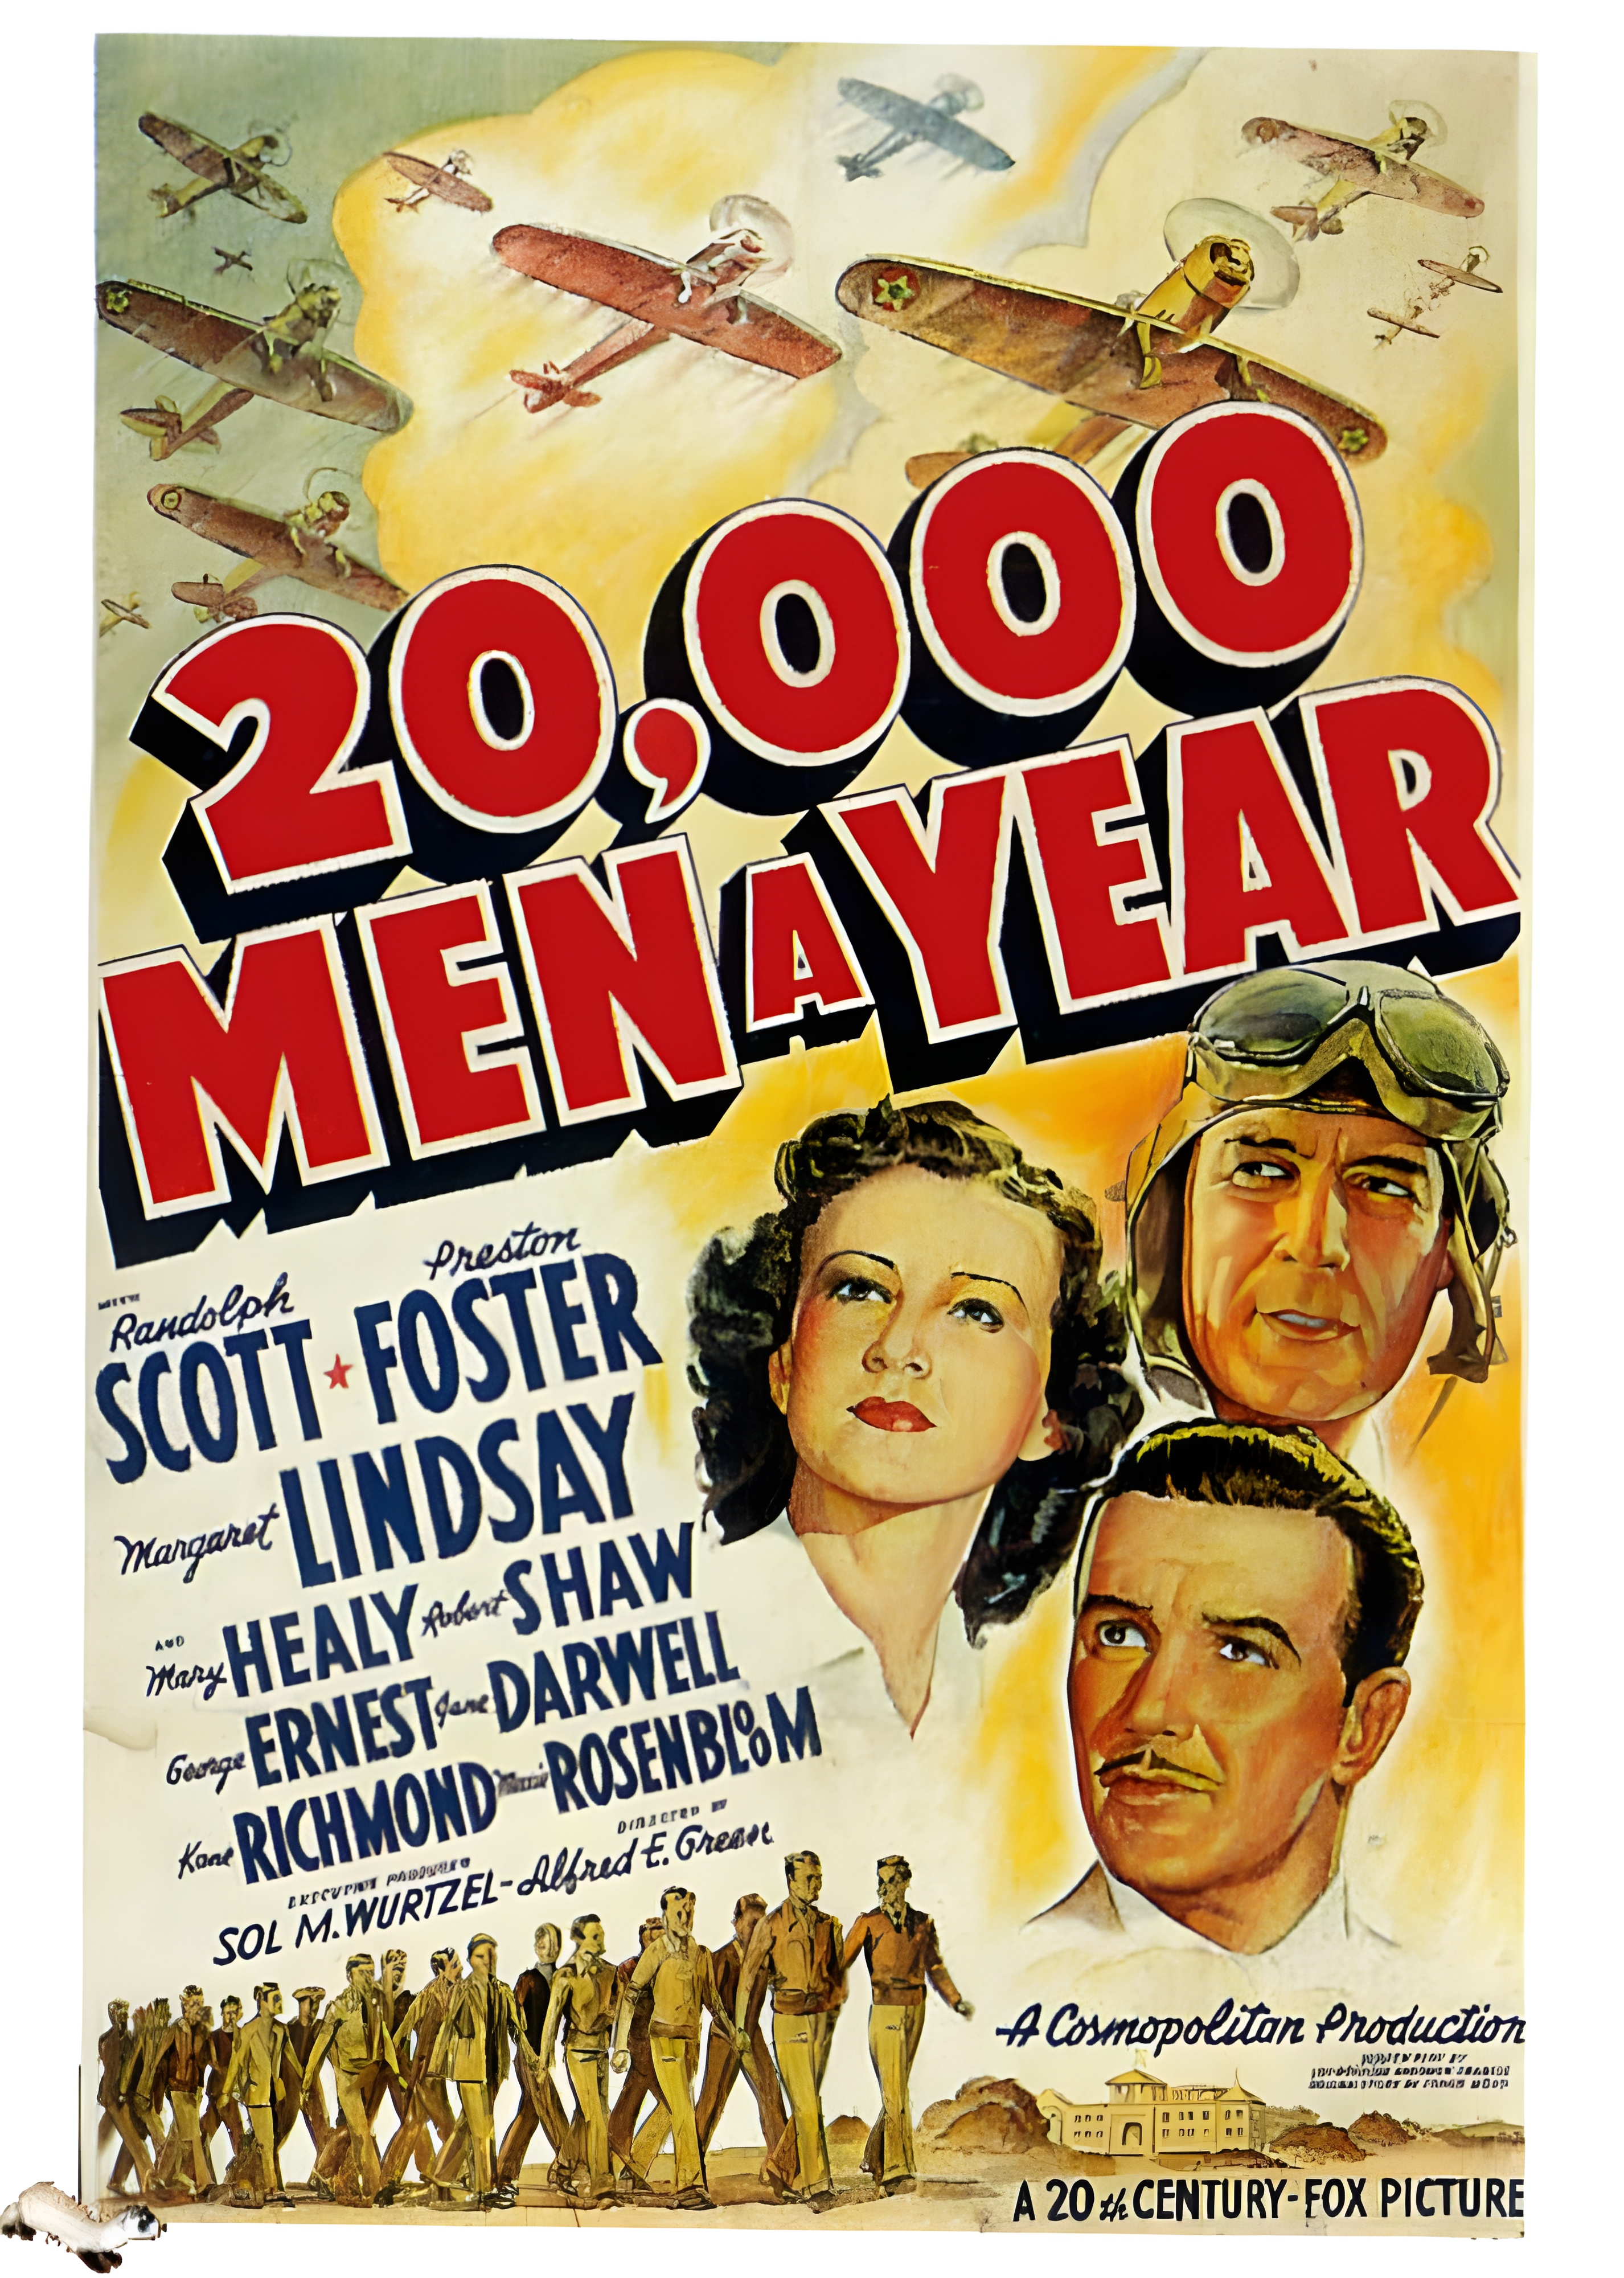 20,000
MEN A YEAR
Randolph SCOTT Preston FOSTER
Margaret LINDSAY
AND
Mary HEALY Robert SHAW
George ERNEST Jane DARWELL
Kane RICHMOND ROSENBLOOM
DIRECTED BY
SOL M. WURTZEL - Alfred E. Green
A Cosmopolitan Production
A 20th CENTURY-FOX PICTURE